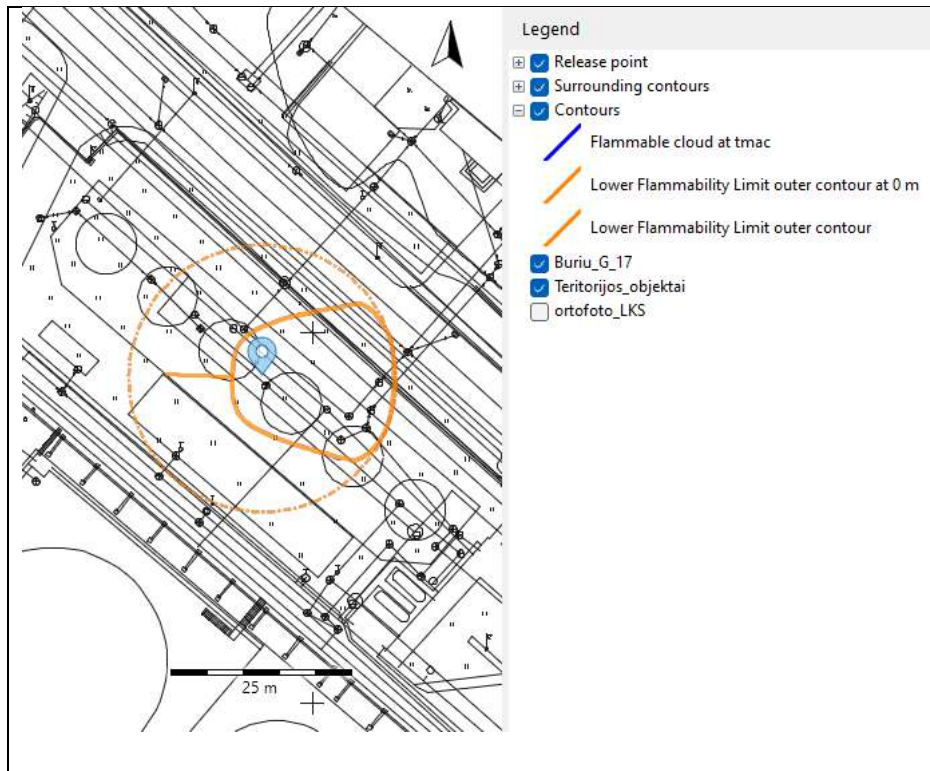 Legend
Release point
Surrounding contours
Contours
Flammable cloud at tmac
Lower Flammability Limit outer contour at 0 m
Lower Flammability Limit outer contour
Buriu_G_17
Teritorijos_objektai
ortofoto_LKS
25 m